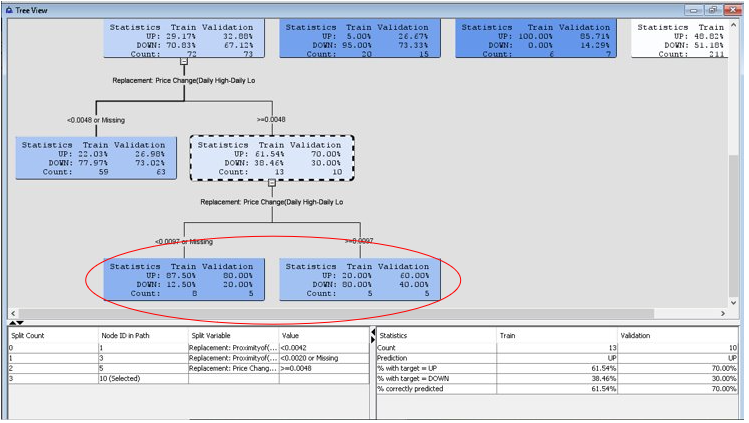 Tree View
Statistics Train Validation
UP: 29.17% 32.88%
DOWN: 70.83% 67.12%
Count: 72 73
Statistics Train Validation
UP: 5.00% 26.67%
DOWN: 95.00% 73.33%
Count: 20 15
Statistics Train Validation
UP: 100.00% 85.71%
DOWN: 0.00% 14.29%
Count: 6 7
Statistics Train
UP: 48.82%
DOWN: 51.18%
Count: 211
Replacement: Price Change(Daily High-Daily Lo
<0.0048 or Missing
>=0.0048
Statistics Train Validation
UP: 22.03% 26.98%
DOWN: 77.97% 73.02%
Count: 59 63
Statistics Train Validation
UP: 61.54% 70.00%
DOWN: 38.46% 30.00%
Count: 13 10
Replacement: Price Change(Daily High-Daily Lo
<0.0097 or Missing
>=0.0097
Statistics Train Validation
UP: 87.50% 80.00%
DOWN: 12.50% 20.00%
Count: 8 5
Statistics Train Validation
UP: 20.00% 60.00%
DOWN: 80.00% 40.00%
Count: 5 5
Split Count Node ID in Path Split Variable Value
0 1 Replacement: Proximityof(... <0.0042
1 3 Replacement: Proximityof(... <0.0020 or Missing
2 5 Replacement: Price Chang... >=0.0048
3 10 (Selected)
Statistics Train Validation
Count 13 10
Prediction UP UP
% with target = UP 61.54% 70.00%
% with target = DOWN 38.46% 30.00%
% correctly predicted 61.54% 70.00%